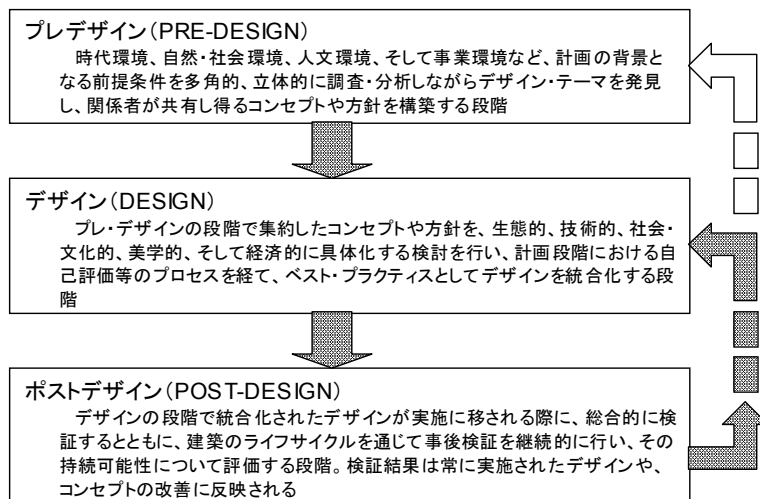 プレデザイン(PRE-DESIGN)
時代環境、自然・社会環境、人文環境、そして事業環境など、計画の背景と
なる前提条件を多角的、立体的に調査・分析しながらデザイン・テーマを発見
し、関係者が共有し得るコンセプトや方針を構築する段階
デザイン(DESIGN)
プレ・デザインの段階で集約したコンセプトや方針を、生態的、技術的、社会・
文化的、美学的、そして経済的に具体化する検討を行い、計画段階における自
己評価等のプロセスを経て、ベスト・プラクティスとしてデザインを統合化する段
階
ポストデザイン(POST-DESIGN)
デザインの段階で統合化されたデザインが実施に移される際に、総合的に検
証するとともに、建築のライフサイクルを通じて事後検証を継続的に行い、その
持続可能性について評価する段階。検証結果は常に実施されたデザインや、
コンセプトの改善に反映される